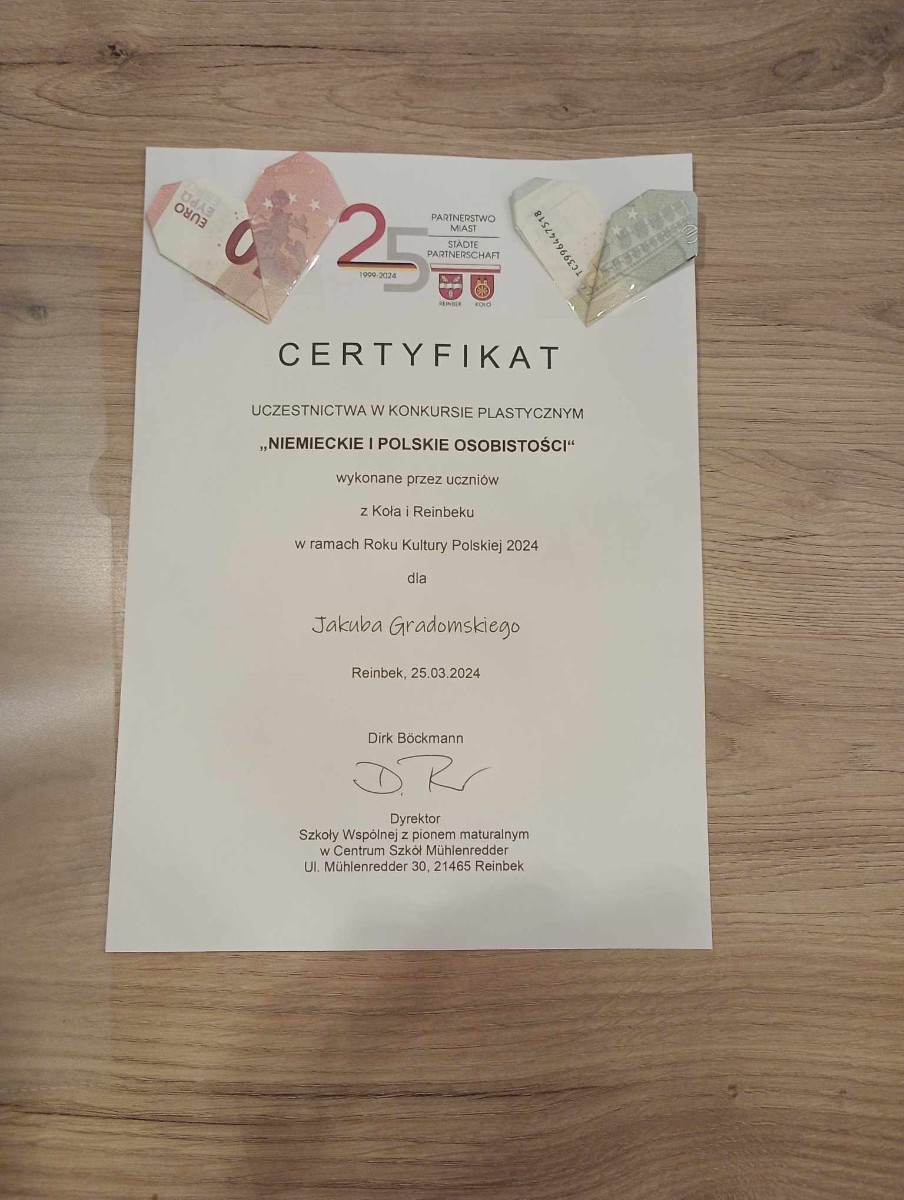 EURO
ΕΥΡΩ
25
PARTNERSTWO
MIAST
STÄDTE
PARTNERSCHAFT
1999-2024
REINBEK
KOŁO
TC3996447518
CERTYFIKAT
UCZESTNICTWA W KONKURSIE PLASTYCZNYM
„NIEMIECKIE I POLSKIE OSOBISTOŚCI“
wykonane przez uczniów
z Koła i Reinbeku
w ramach Roku Kultury Polskiej 2024
dla
Jakuba Gradomskiego
Reinbek, 25.03.2024
Dirk Böckmann
Dyrektor
Szkoły Wspólnej z pionem maturalnym
w Centrum Szkół Mühlenredder
Ul. Mühlenredder 30, 21465 Reinbek